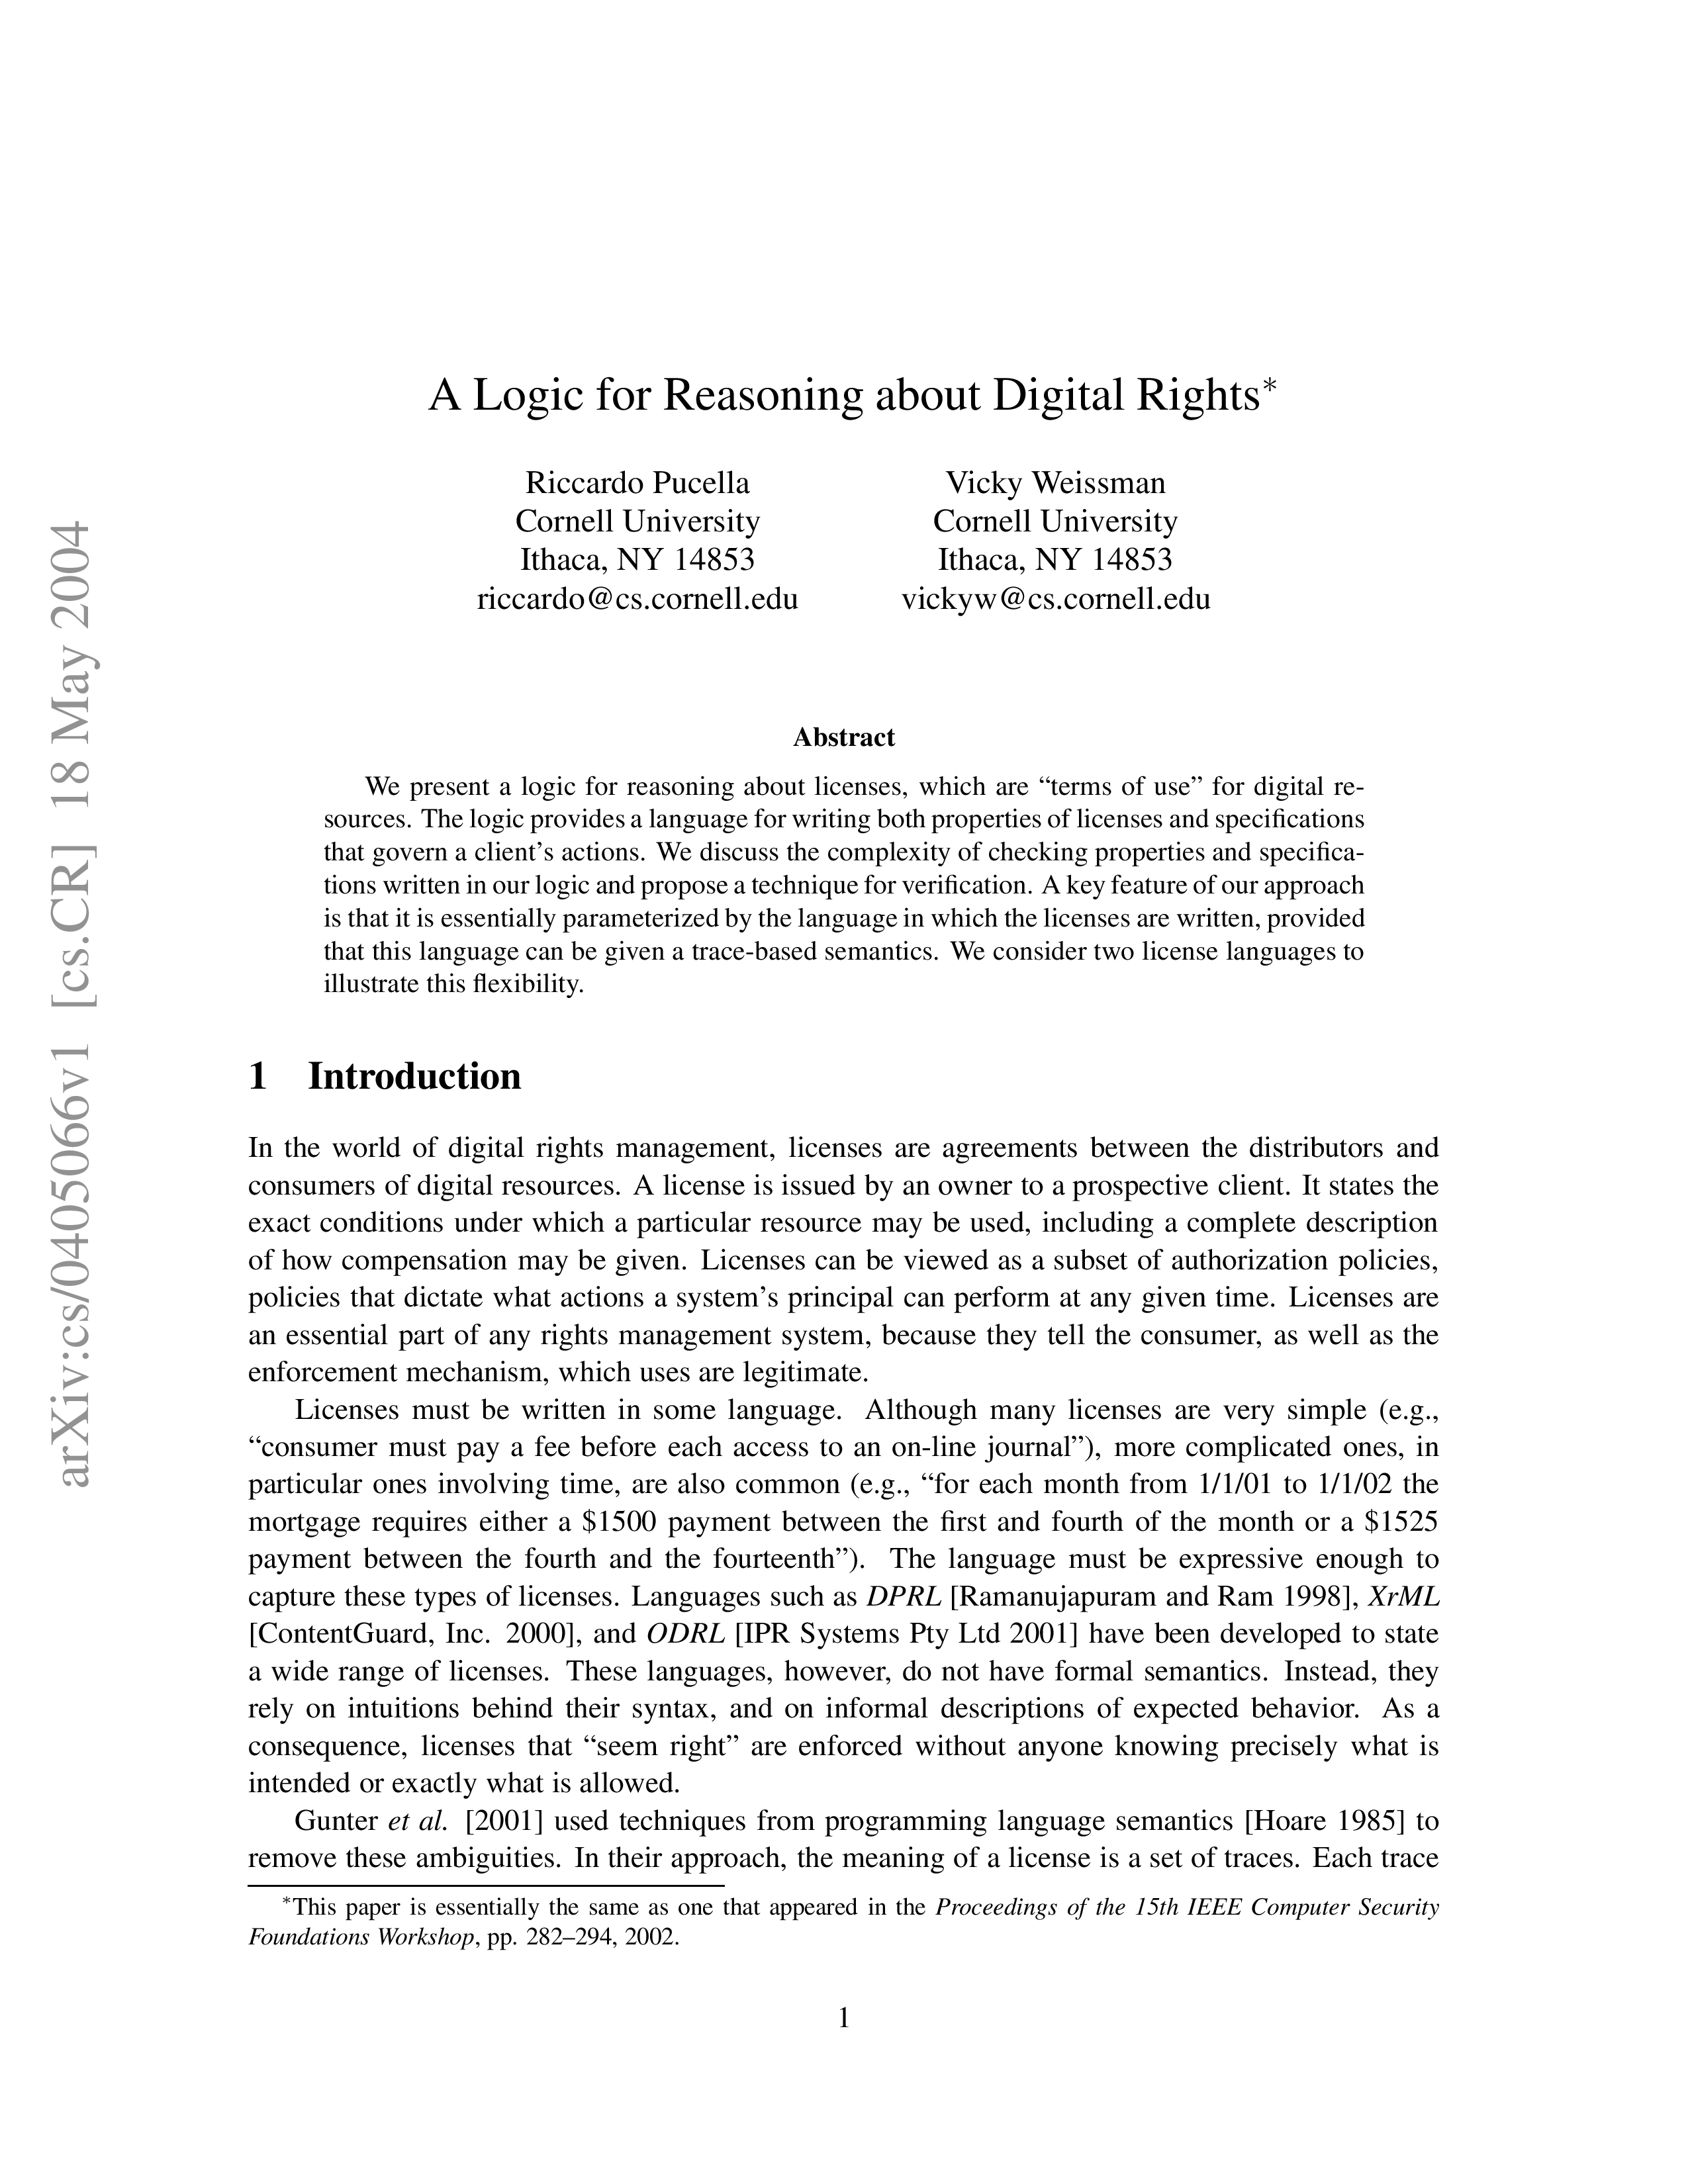 A Logic for Reasoning about Digital Rights*
Riccardo Pucella
Cornell University
Ithaca, NY 14853
riccardo@cs.cornell.edu
Vicky Weissman
Cornell University
Ithaca, NY 14853
vickyw@cs.cornell.edu
arXiv:cs/0405066v1 [cs.CR] 18 May 2004
Abstract
We present a logic for reasoning about licenses, which are “terms of use” for digital re-
sources. The logic provides a language for writing both properties of licenses and specifications
that govern a client’s actions. We discuss the complexity of checking properties and specifica-
tions written in our logic and propose a technique for verification. A key feature of our approach
is that it is essentially parameterized by the language in which the licenses are written, provided
that this language can be given a trace-based semantics. We consider two license languages to
illustrate this flexibility.
1 Introduction
In the world of digital rights management, licenses are agreements between the distributors and
consumers of digital resources. A license is issued by an owner to a prospective client. It states the
exact conditions under which a particular resource may be used, including a complete description
of how compensation may be given. Licenses can be viewed as a subset of authorization policies,
policies that dictate what actions a system’s principal can perform at any given time. Licenses are
an essential part of any rights management system, because they tell the consumer, as well as the
enforcement mechanism, which uses are legitimate.
Licenses must be written in some language. Although many licenses are very simple (e.g.,
“consumer must pay a fee before each access to an on-line journal”), more complicated ones, in
particular ones involving time, are also common (e.g., “for each month from 1/1/01 to 1/1/02 the
mortgage requires either a $1500 payment between the first and fourth of the month or a $1525
payment between the fourth and the fourteenth”). The language must be expressive enough to
capture these types of licenses. Languages such as DPRL [Ramanujapuram and Ram 1998], XrML
[ContentGuard, Inc. 2000], and ODRL [IPR Systems Pty Ltd 2001] have been developed to state
a wide range of licenses. These languages, however, do not have formal semantics. Instead, they
rely on intuitions behind their syntax, and on informal descriptions of expected behavior. As a
consequence, licenses that “seem right” are enforced without anyone knowing precisely what is
intended or exactly what is allowed.
Gunter et al. [2001] used techniques from programming language semantics [Hoare 1985] to
remove these ambiguities. In their approach, the meaning of a license is a set of traces. Each trace
*This paper is essentially the same as one that appeared in the Proceedings of the 15th IEEE Computer Security
Foundations Workshop, pp. 282–294, 2002.
1